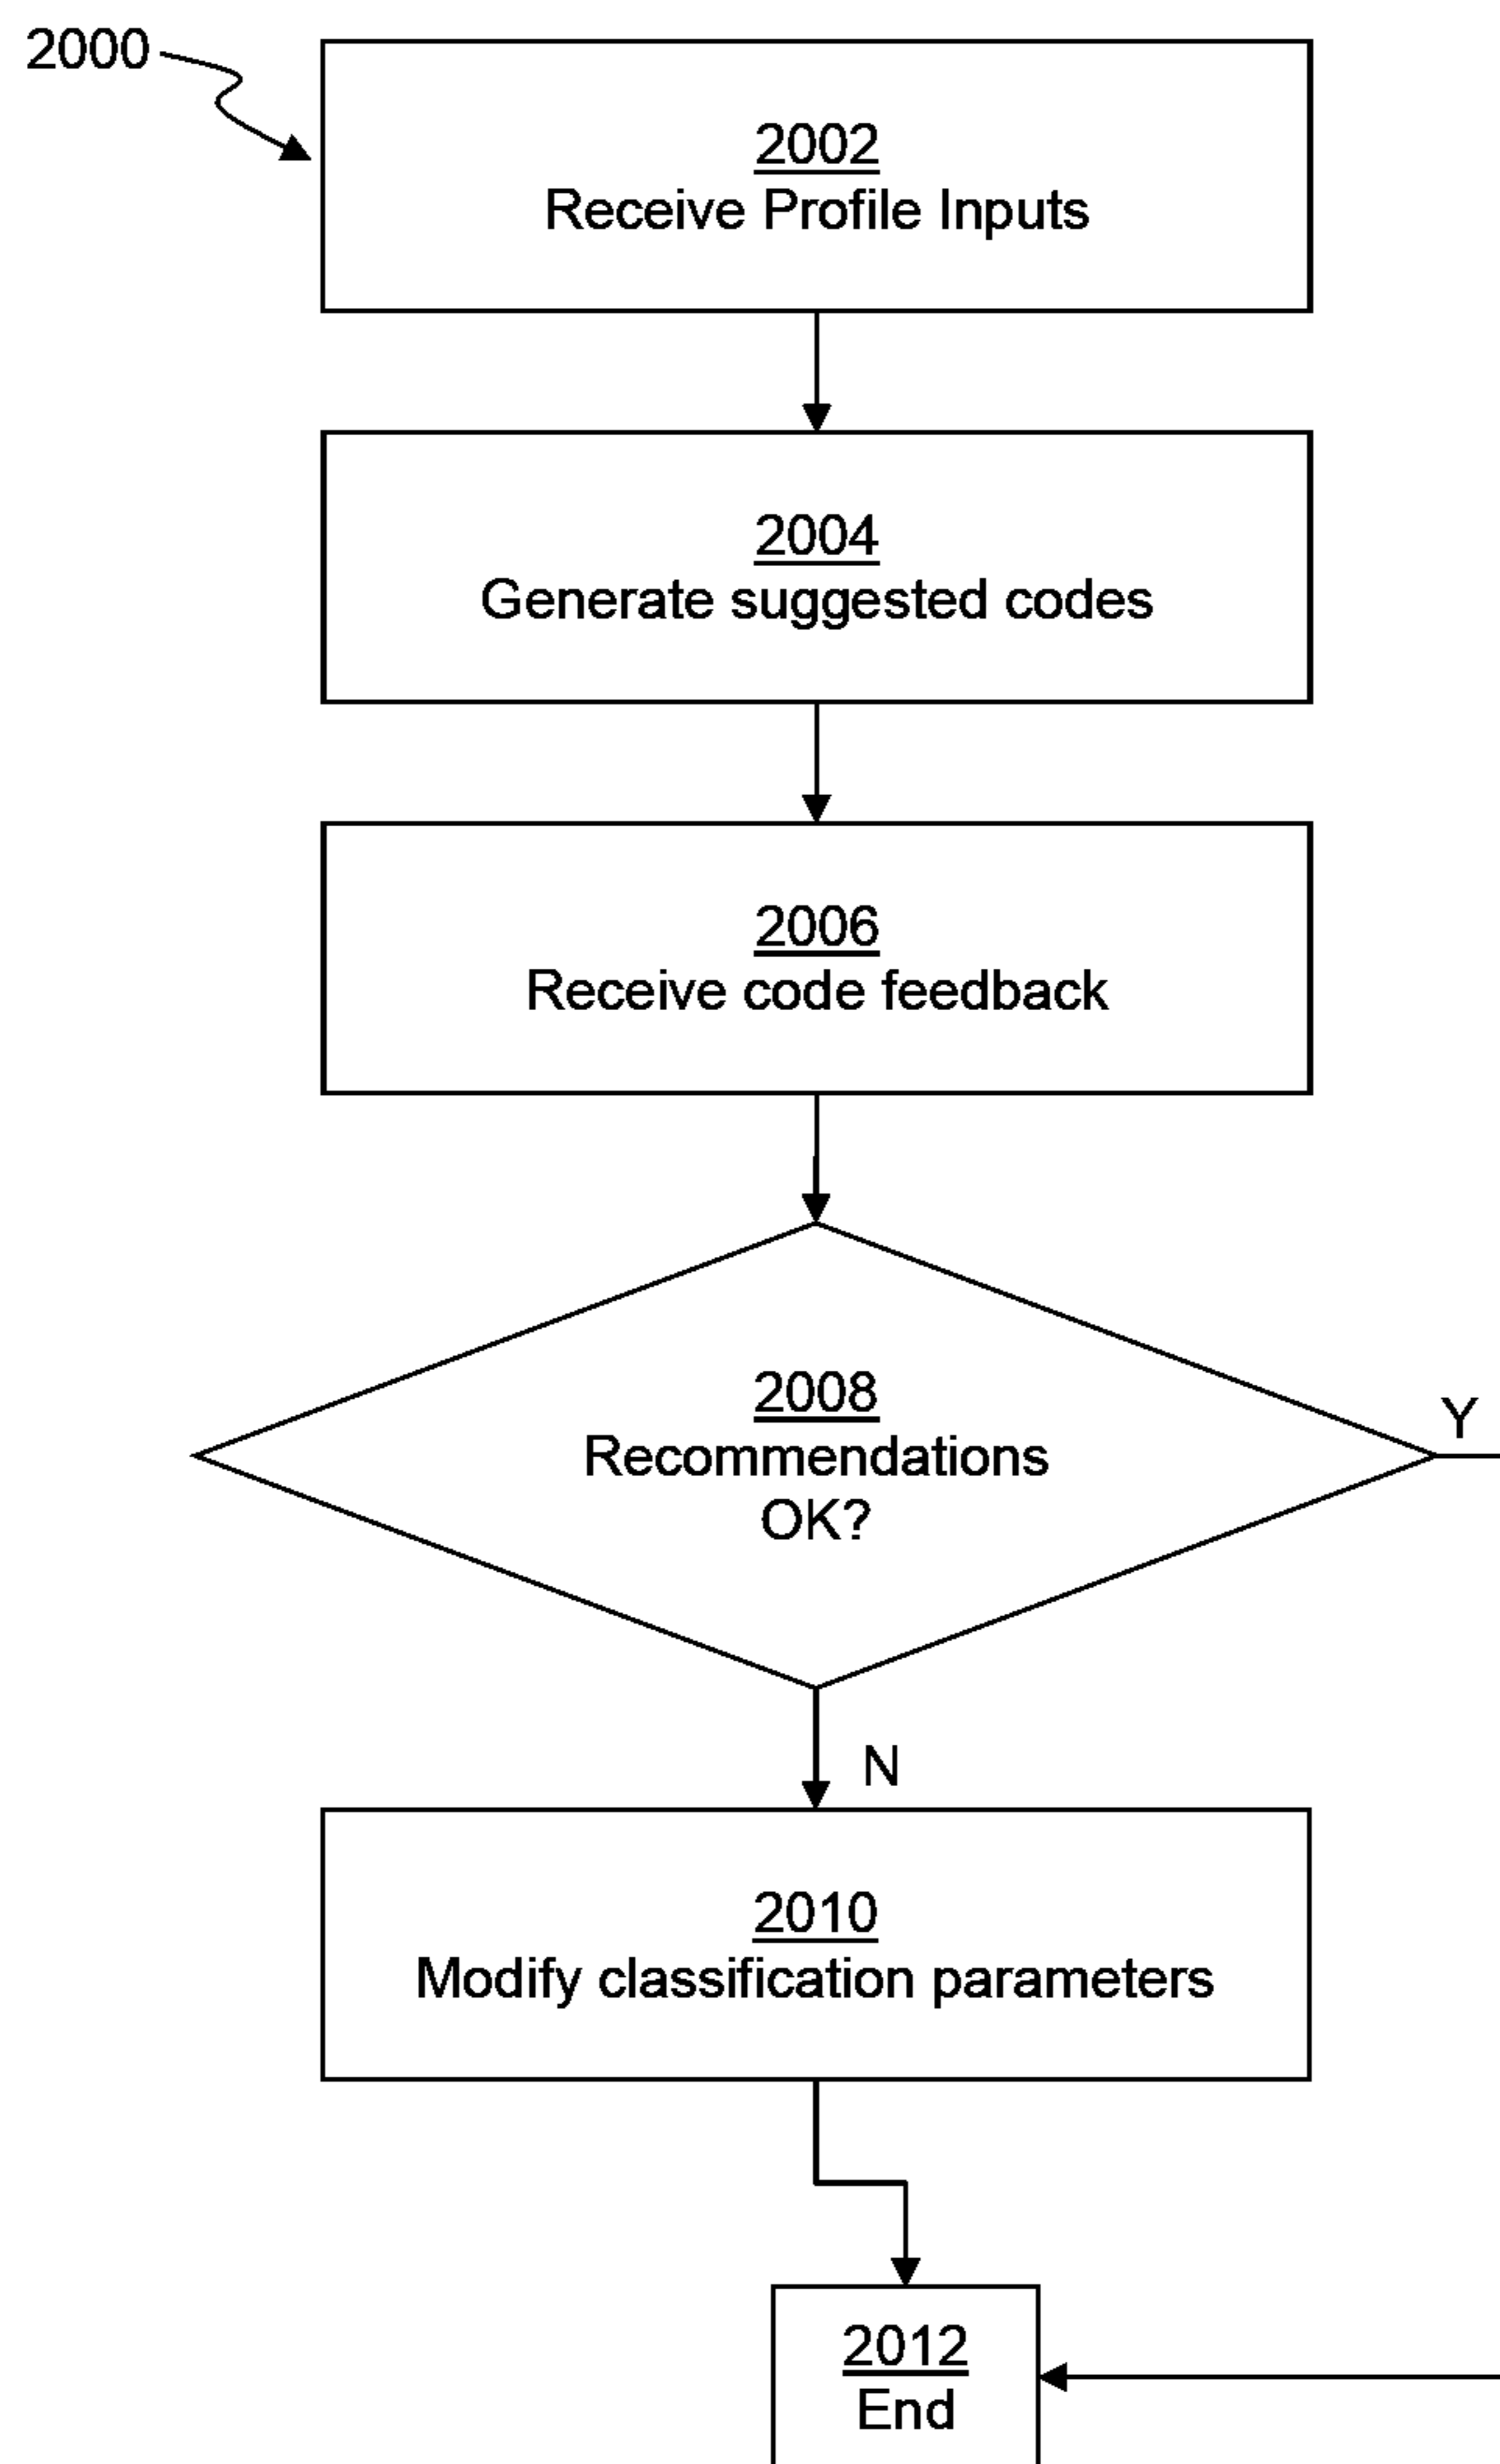 2000
2002
Receive Profile Inputs
2004
Generate suggested codes
2006
Receive code feedback
2008
Recommendations
OK?
Y
N
2010
Modify classification parameters
2012
End